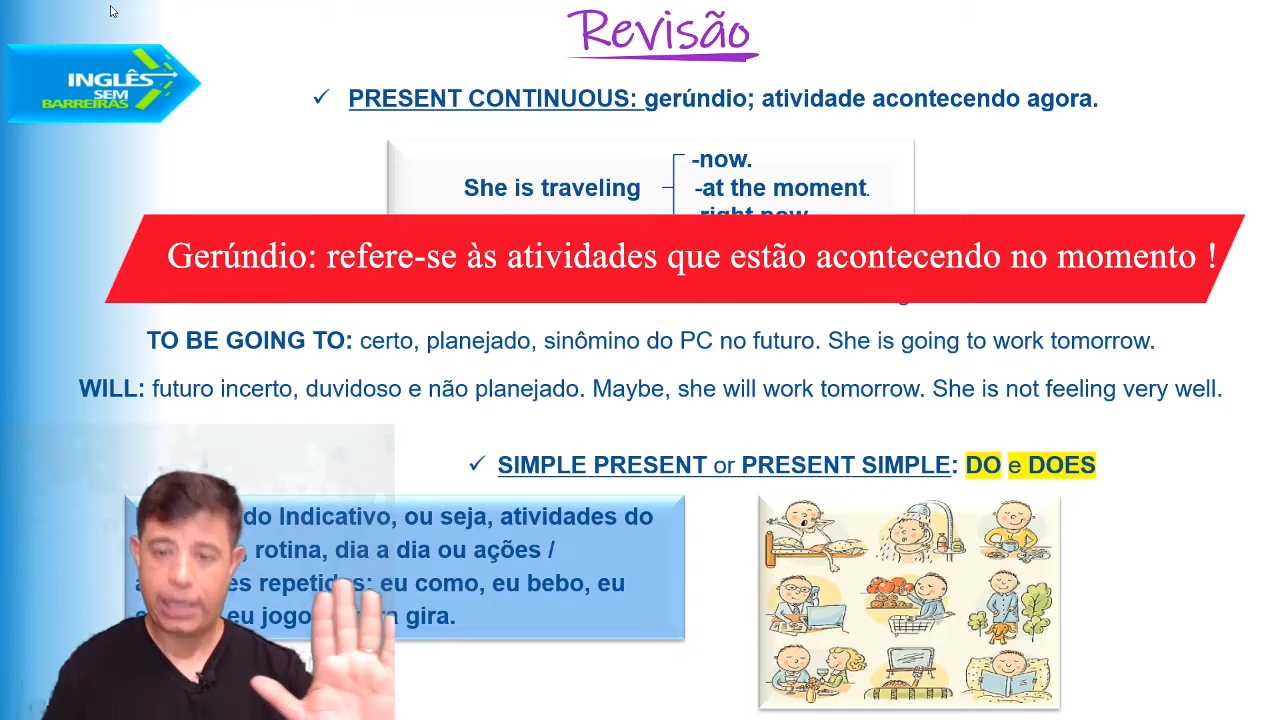 Revisão
INGLÊS
SEM
BARREIRAS
✓ PRESENT CONTINUOUS: gerúndio; atividade acontecendo agora.
-now.
She is traveling
-at the moment.
-right now
Gerúndio: refere-se às atividades que estão acontecendo no momento !
TO BE GOING TO: certo, planejado, sinômino do PC no futuro. She is going to work tomorrow.
WILL: futuro incerto, duvidoso e não planejado. Maybe, she will work tomorrow. She is not feeling very well.
✓ SIMPLE PRESENT or PRESENT SIMPLE: DO e DOES
do Indicativo, ou seja, atividades do
rotina, dia a dia ou ações /
repetidas: eu como, eu bebo, eu
eu jogo gira.